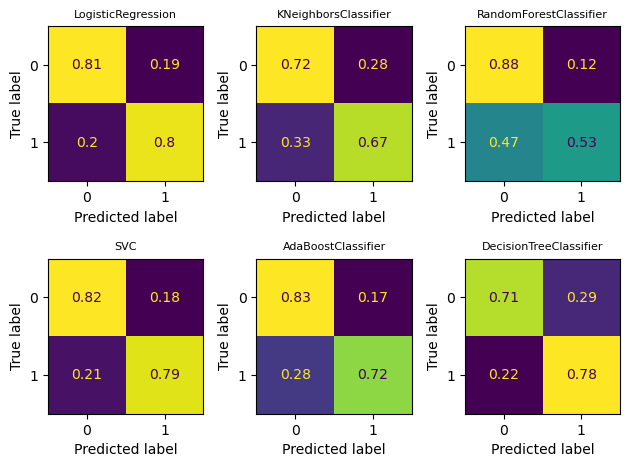 LogisticRegression
KNeighborsClassifier
RandomForestClassifier
True label
0
0.81
0.19
1
0.2
0.8
0
1
Predicted label
True label
0
0.72
0.28
1
0.33
0.67
0
1
Predicted label
True label
0
0.88
0.12
1
0.47
0.53
0
1
Predicted label
SVC
AdaBoostClassifier
DecisionTreeClassifier
True label
0
0.82
0.18
1
0.21
0.79
0
1
Predicted label
True label
0
0.83
0.17
1
0.28
0.72
0
1
Predicted label
True label
0
0.71
0.29
1
0.22
0.78
0
1
Predicted label